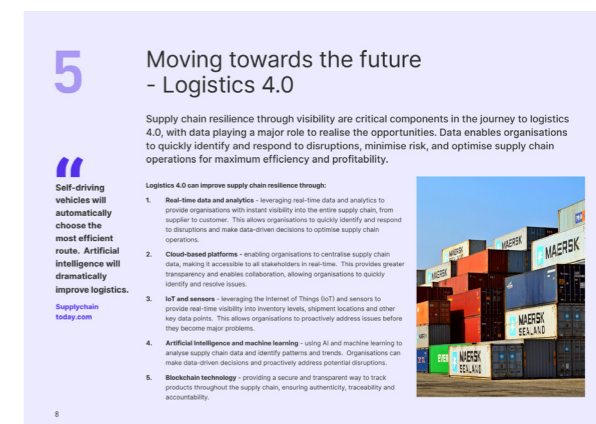 5
Moving towards the future
- Logistics 4.0
Supply chain resilience through visibility are critical components in the journey to logistics
4.0, with data playing a major role to realise the opportunities. Data enables organisations
to quickly identify and respond to disruptions, minimise risk, and optimise supply chain
operations for maximum efficiency and profitability.
“
Self-driving
vehicles will
automatically
choose the
most efficient
route. Artificial
intelligence will
dramatically
improve logistics.
Supplychain
today.com
Logistics 4.0 can improve supply chain resilience through:
1. Real-time data and analytics - leveraging real-time data and analytics to
provide organisations with instant visibility into the entire supply chain, from
supplier to customer. This allows organisations to quickly identify and respond
to disruptions and make data-driven decisions to optimise supply chain
operations.
2. Cloud-based platforms - enabling organisations to centralise supply chain
data, making it accessible to all stakeholders in real-time. This provides greater
transparency and enables collaboration, allowing organisations to quickly
identify and resolve issues.
3. IoT and sensors - leveraging the Internet of Things (IoT) and sensors to
provide real-time visibility into inventory levels, shipment locations and other
key data points. This allows organisations to proactively address issues before
they become major problems.
4. Artificial Intelligence and machine learning - using AI and machine learning to
analyse supply chain data and identify patterns and trends. Organisations can
make data-driven decisions and proactively address potential disruptions.
5. Blockchain technology - providing a secure and transparent way to track
products throughout the supply chain, ensuring authenticity, traceability and
accountability.
MAERSK
MAERSK
MAERSK
SEALAND
MAERSK
SEALAND
8